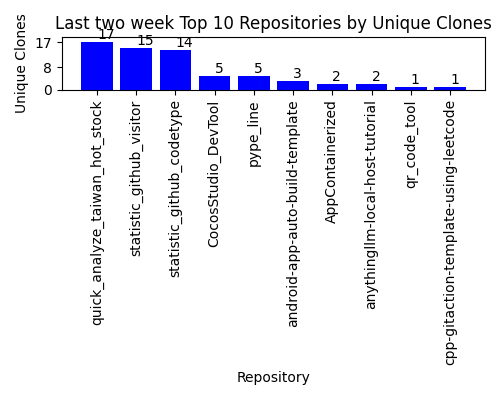 Last two week Top 10 Repositories by Unique Clones
Unique Clones
17
8
0
17
15
14
5
5
3
2
2
1
1
quick_analyze_taiwan_hot_stock
statistic_github_visitor
statistic_github_codetype
CocosStudio_DevTool
pype_line
android-app-auto-build-template
AppContainerized
anythingllm-local-host-tutorial
qr_code_tool
cpp-gitaction-template-using-leetcode
Repository